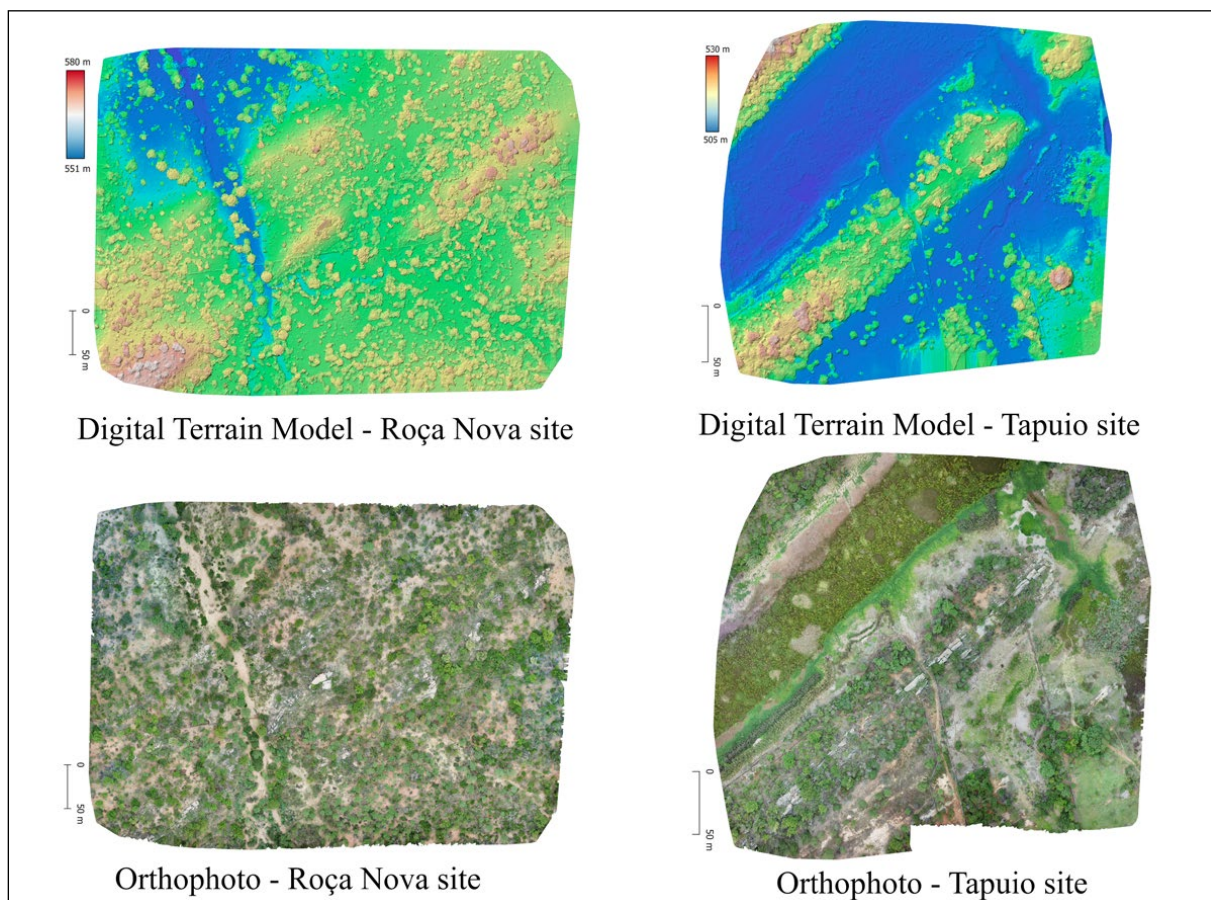 580 m
551 m
0
50 m
Digital Terrain Model - Roça Nova site
530 m
505 m
0
50 m
Digital Terrain Model - Tapuio site
0
50 m
Orthophoto - Roça Nova site
0
50 m
Orthophoto - Tapuio site